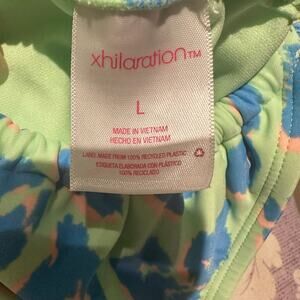 xhilaration™
L
MADE IN VIETNAM
HECHO EN VIETNAM
LABEL MADE FROM 100% RECYCLED PLASTIC
ETIQUETA ELABORADA CON PLÁSTICO
100% RECICLADO